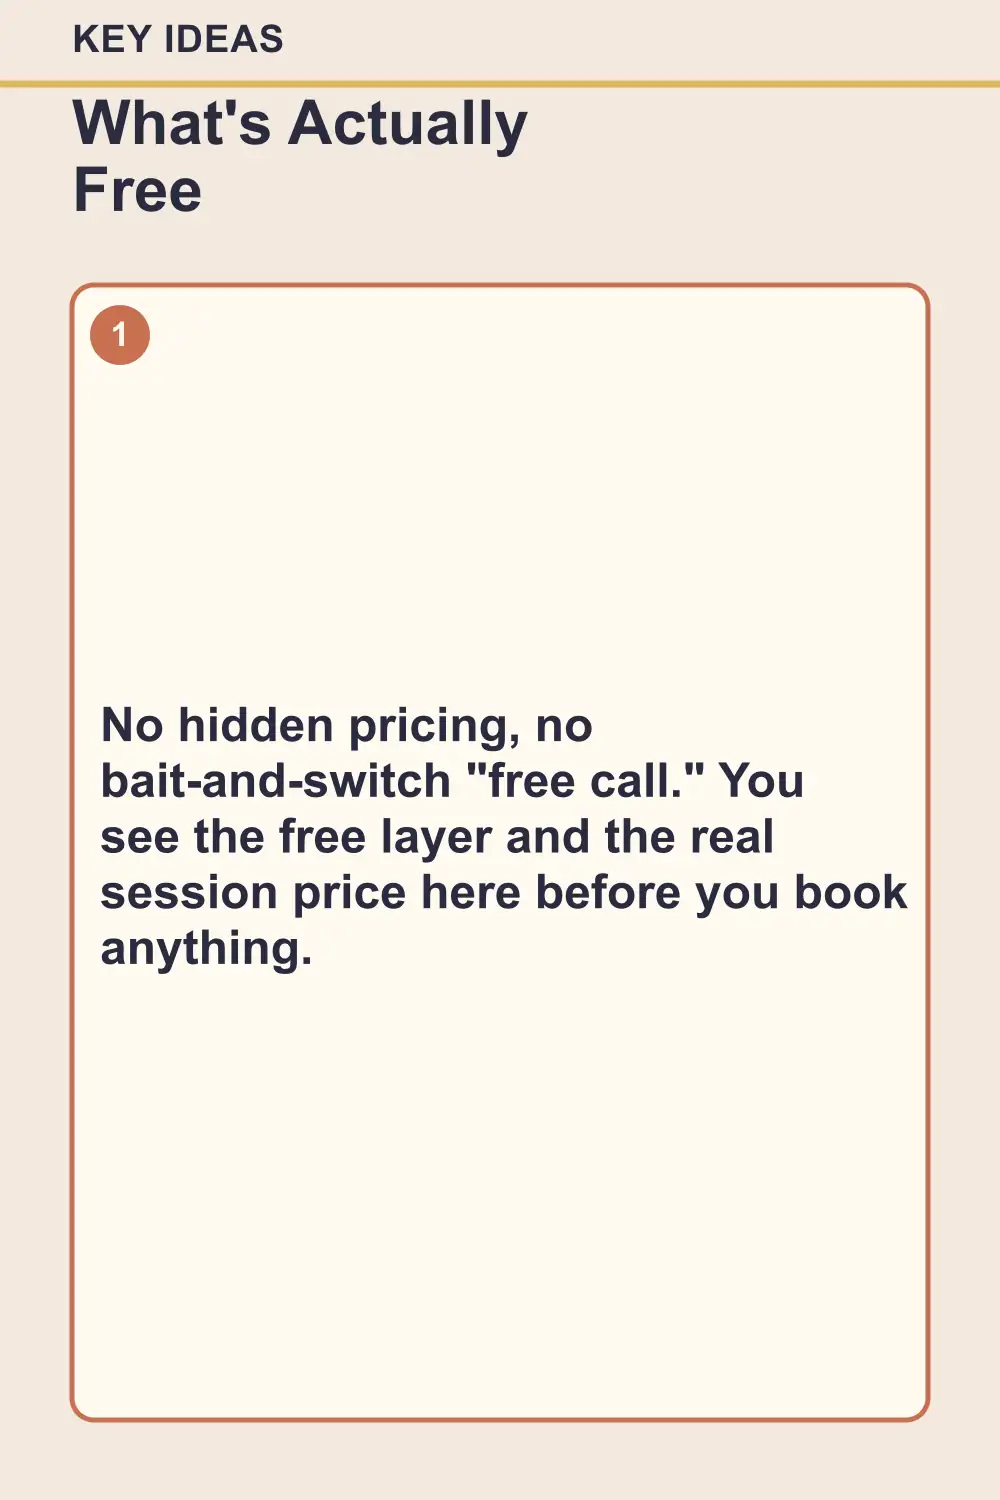 KEY IDEAS
What's Actually
Free
1
No hidden pricing, no
bait-and-switch "free call." You
see the free layer and the real
session price here before you book
anything.